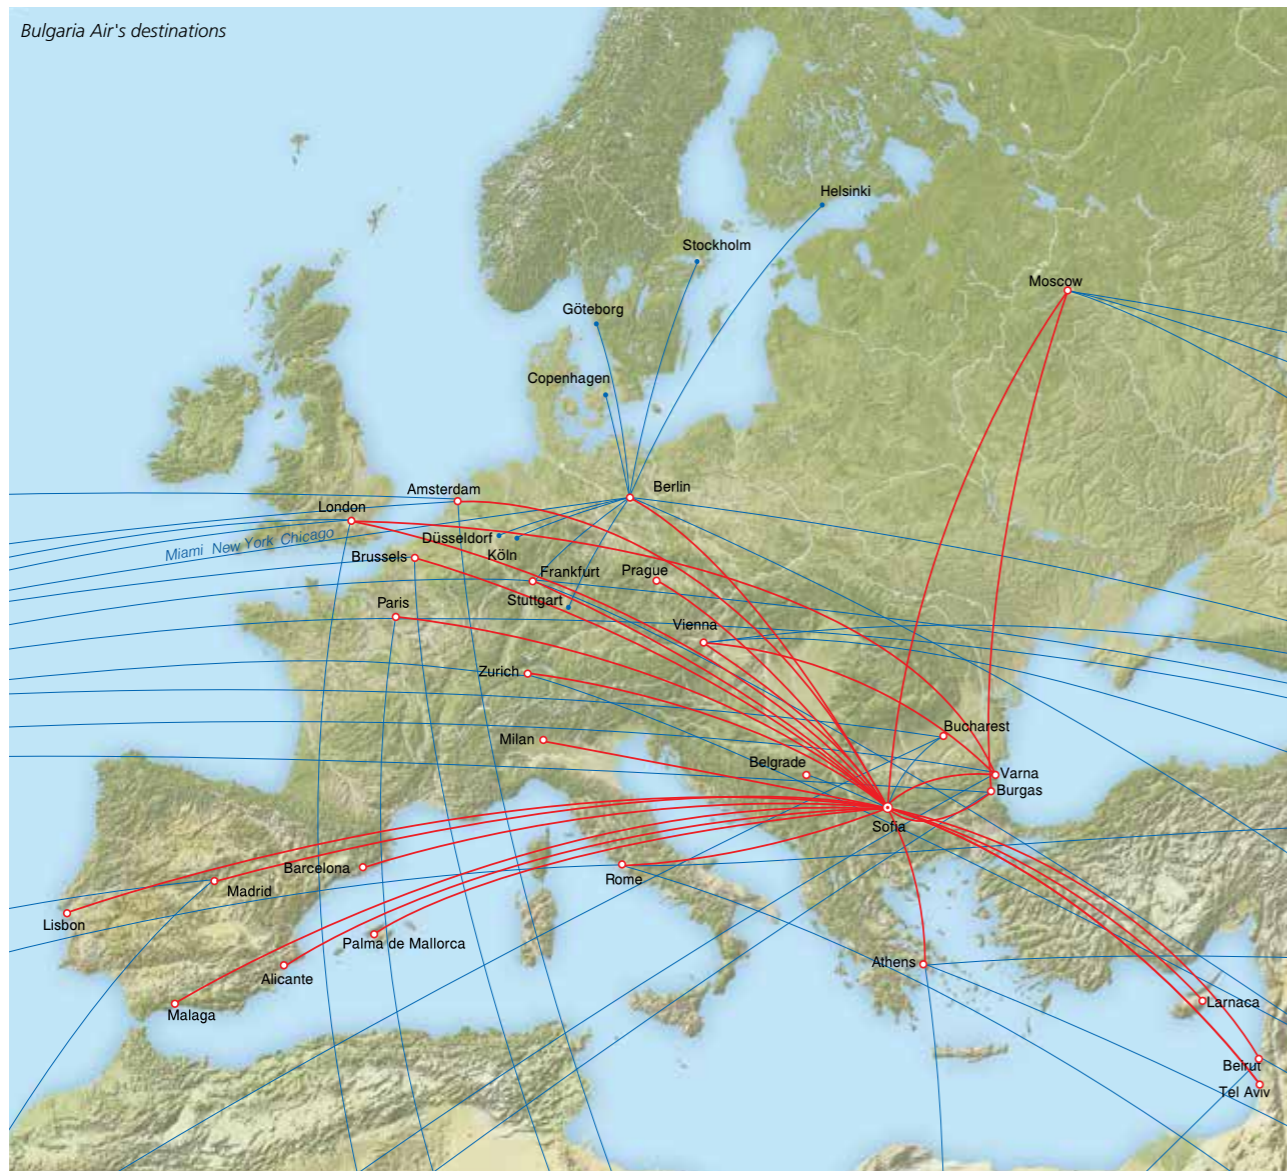 Bulgaria Air's destinations
Helsinki
Stockholm
Moscow
Göteborg
Copenhagen
Amsterdam
Berlin
London
Miami New York Chicago
Düsseldorf
Brussels
Köln
Frankfurt
Prague
Stuttgart
Paris
Vienna
Zurich
Bucharest
Milan
Belgrade
Varna
Burgas
Sofia
Barcelona
Rome
Madrid
Lisbon
Palma de Mallorca
Athens
Alicante
Larnaca
Malaga
Beirut
Tel Aviv